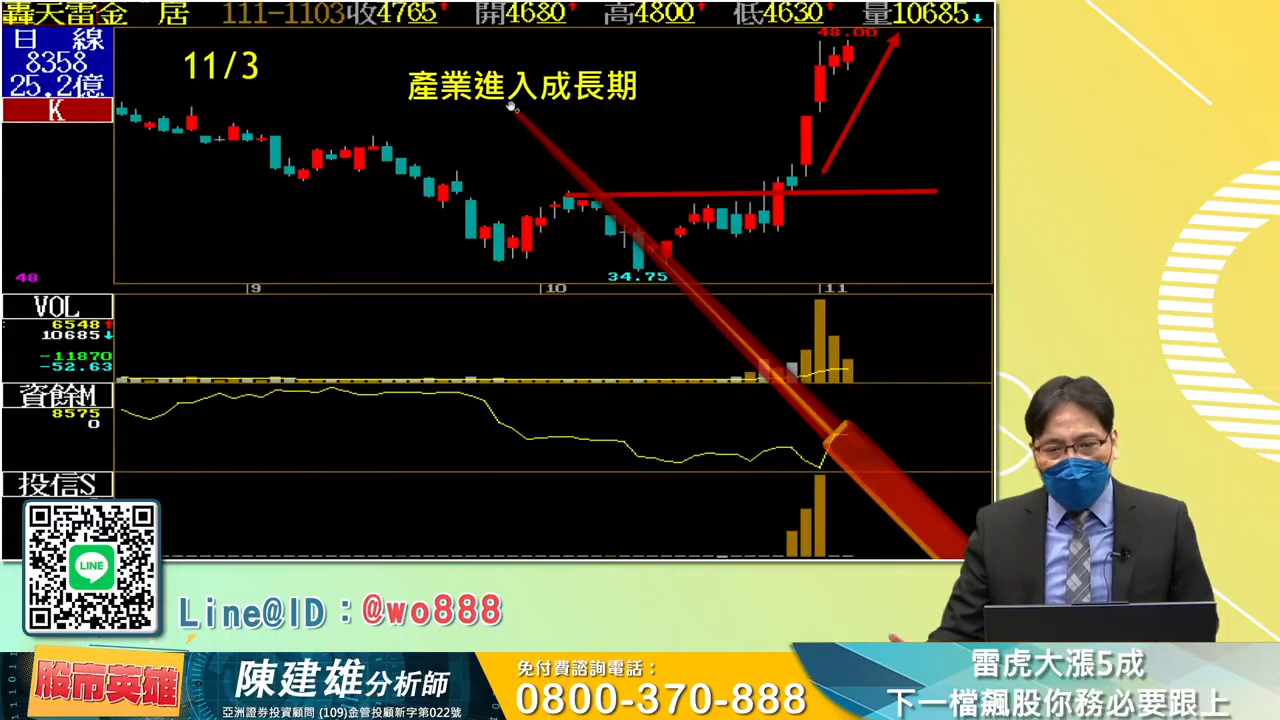 轟天雷金 居 111-1103收4765↑ 開4680↑ 高4800↑ 低4630↑ 量10685↓
日 線
8358
25.2億
K
11/3
產業進入成長期
48.00
34.75
48
9 10 11
VOL
6548↑
10685↓
-11870
-52.63
資餘M
8575
0
投信S
LINE
Line@ID：@wo888
股市英雄
陳建雄分析師
亞洲證券投資顧問 (109)金管投顧新字第022號
免付費諮詢電話：
0800-370-888
雷虎大漲5成
下一檔飆股你務必要跟上